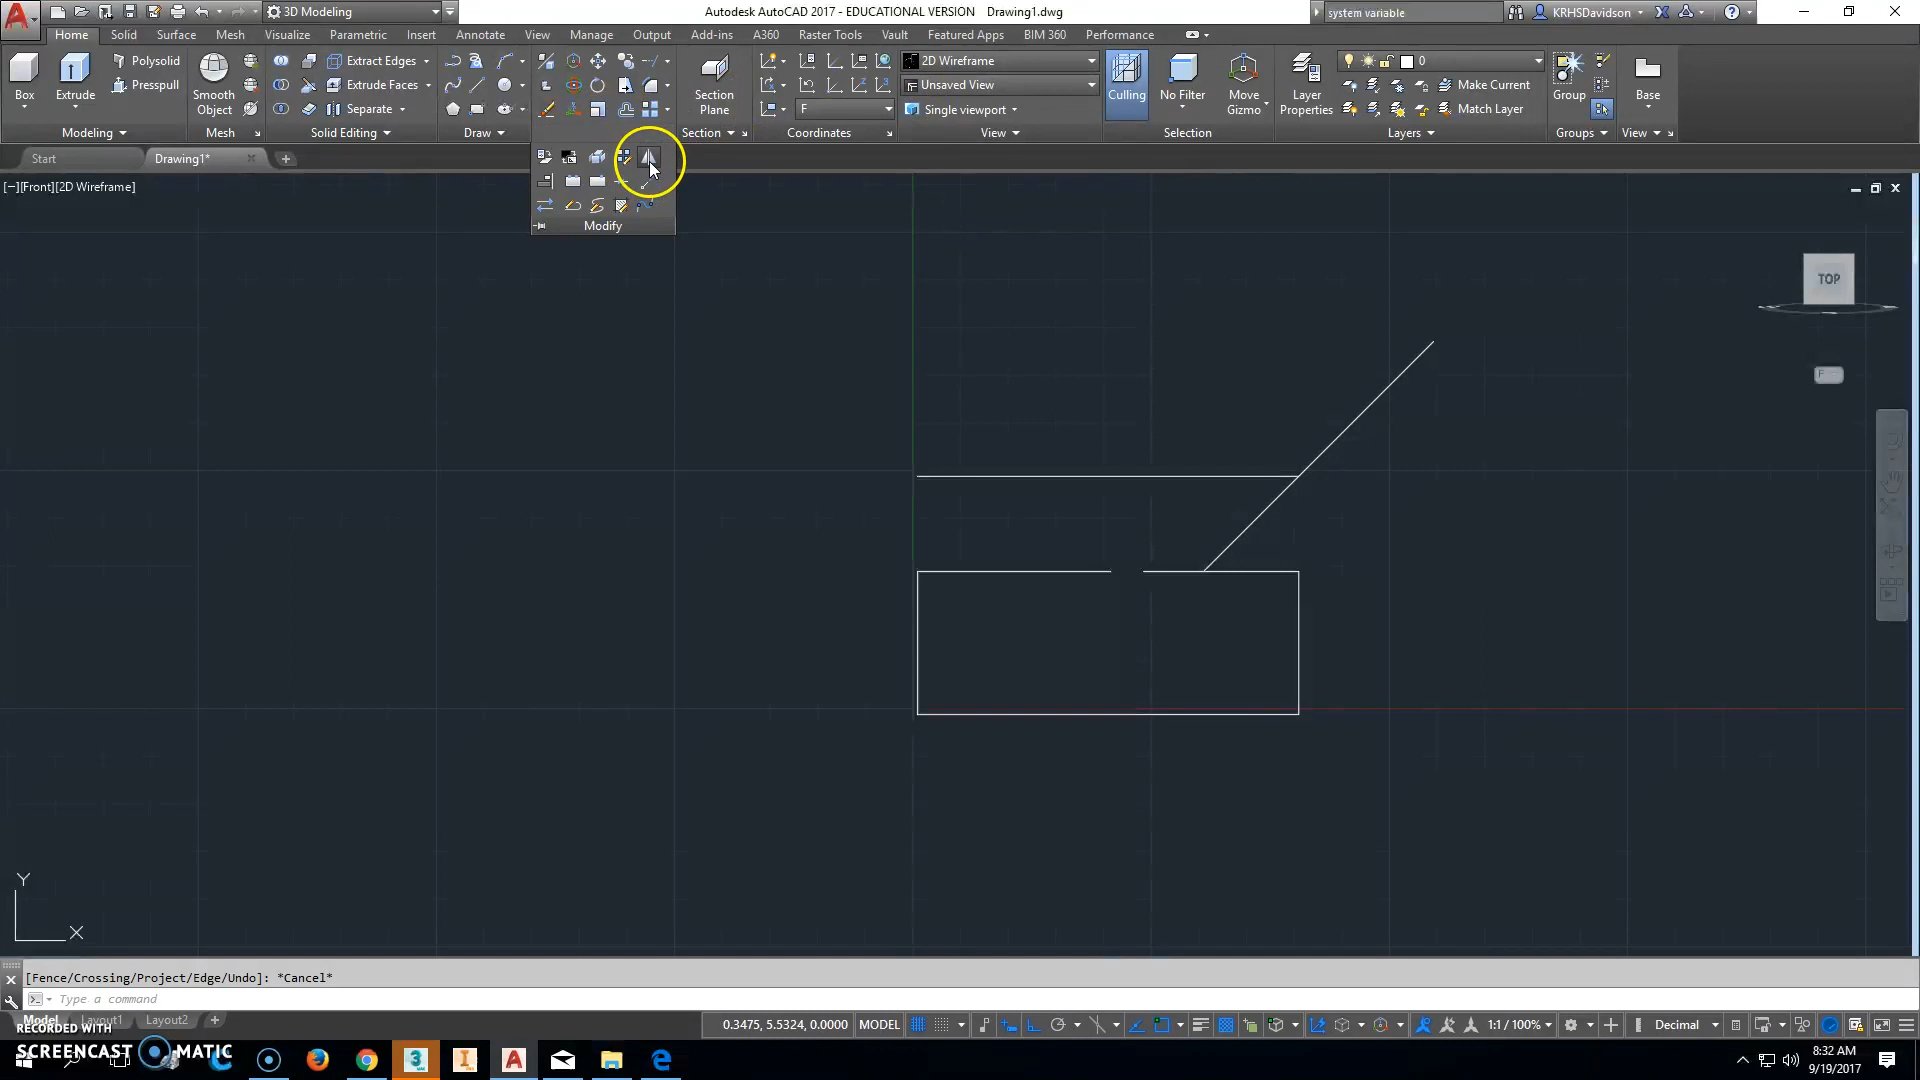 3D Modeling
Autodesk AutoCAD 2017 - EDUCATIONAL VERSION Drawing1.dwg
system variable
KRHSDavidson
Home Solid Surface Mesh Visualize Parametric Insert Annotate View Manage Output Add-ins A360 Raster Tools Vault Featured Apps BIM 360 Performance
Box
Extrude
Polysolid
Presspull
Modeling
Smooth Object
Mesh
Extract Edges
Extrude Faces
Separate
Solid Editing
Draw
Section Plane
Section
F
Coordinates
2D Wireframe
Unsaved View
Single viewport
View
Culling
No Filter
Move Gizmo
Selection
Layer Properties
0
Make Current
Match Layer
Layers
Group
Groups
Base
View
Start
Drawing1*
Modify
[−][Front][2D Wireframe]
TOP
F
Y
X
[Fence/Crossing/Project/Edge/Undo]: *Cancel*
Type a command
Model Layout1 Layout2
0.3475, 5.5324, 0.0000 MODEL
1:1 / 100%
Decimal
RECORDED WITH
SCREENCAST MATIC
8:32 AM
9/19/2017